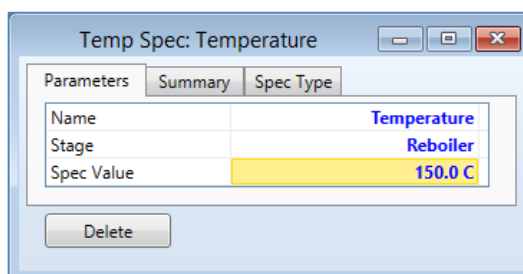 Temp Spec: Temperature
Parameters Summary Spec Type
Name Temperature
Stage Reboiler
Spec Value 150.0 C
Delete